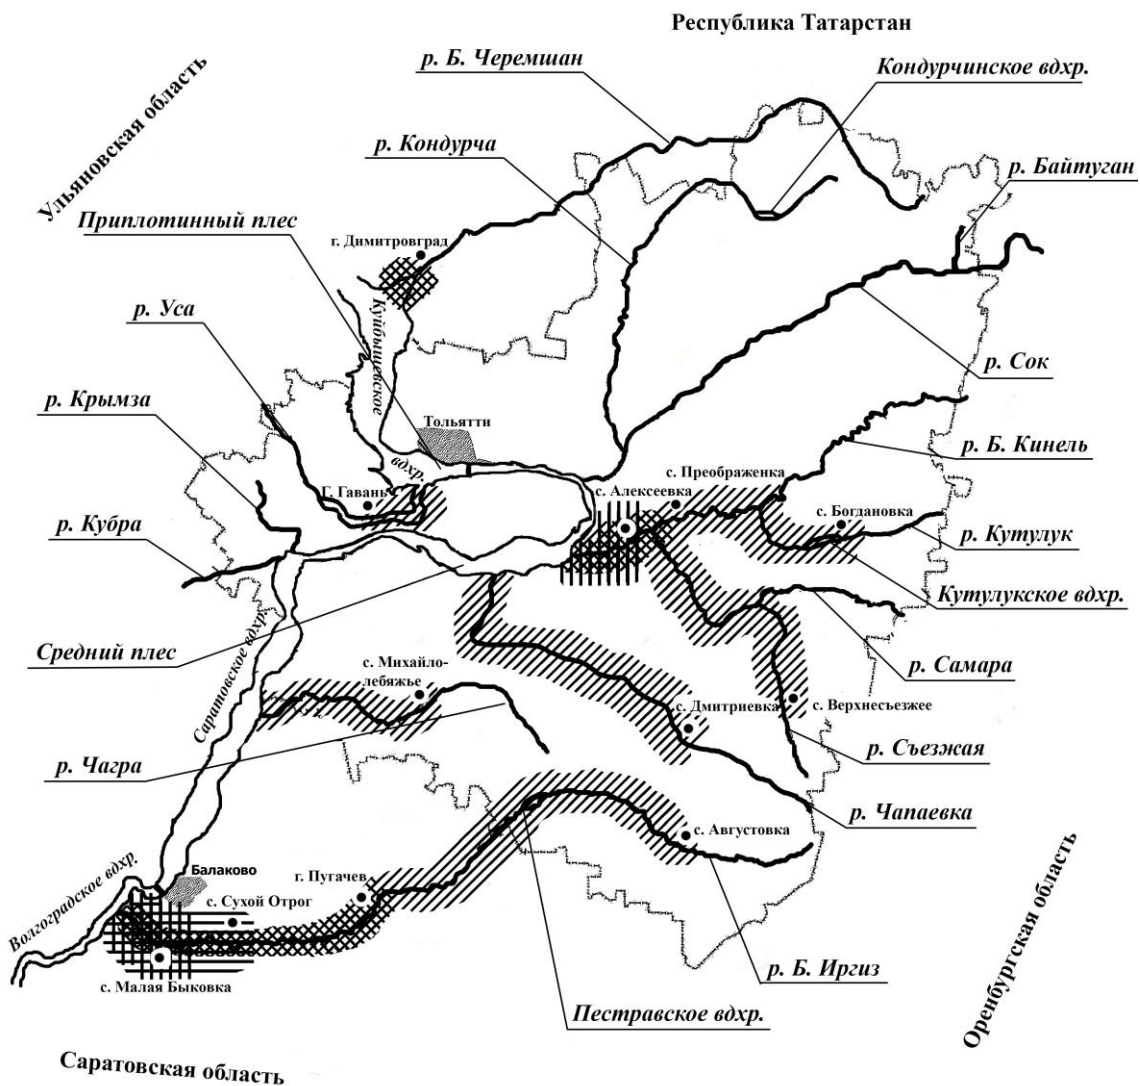 Республика Татарстан
р. Б. Черемшан
Кондурчинское вдхр.
Ульяновская область
р. Кондурча
р. Байтуган
Приплотинный плес
г. Димитровград
р. Уса
Куйбышевское
вдхр.
р. Сок
р. Крымза
Тольятти
р. Б. Кинель
с. Преображенка
Г. Гавань
с. Алексеевка
с. Богдановка
р. Кубра
р. Кутулук
Кутулукское вдхр.
Средний плес
Саратовское вдхр.
с. Михайло-
лебяжье
р. Самара
с. Дмитриевка
с. Верхнесъезжее
р. Съезжая
р. Чагра
р. Чапаевка
с. Августовка
Балаково
г. Пугачев
с. Сухой Отрог
Волгоградское вдхр.
Оренбургская область
с. Малая Быковка
р. Б. Иргиз
Пестравское вдхр.
Саратовская область